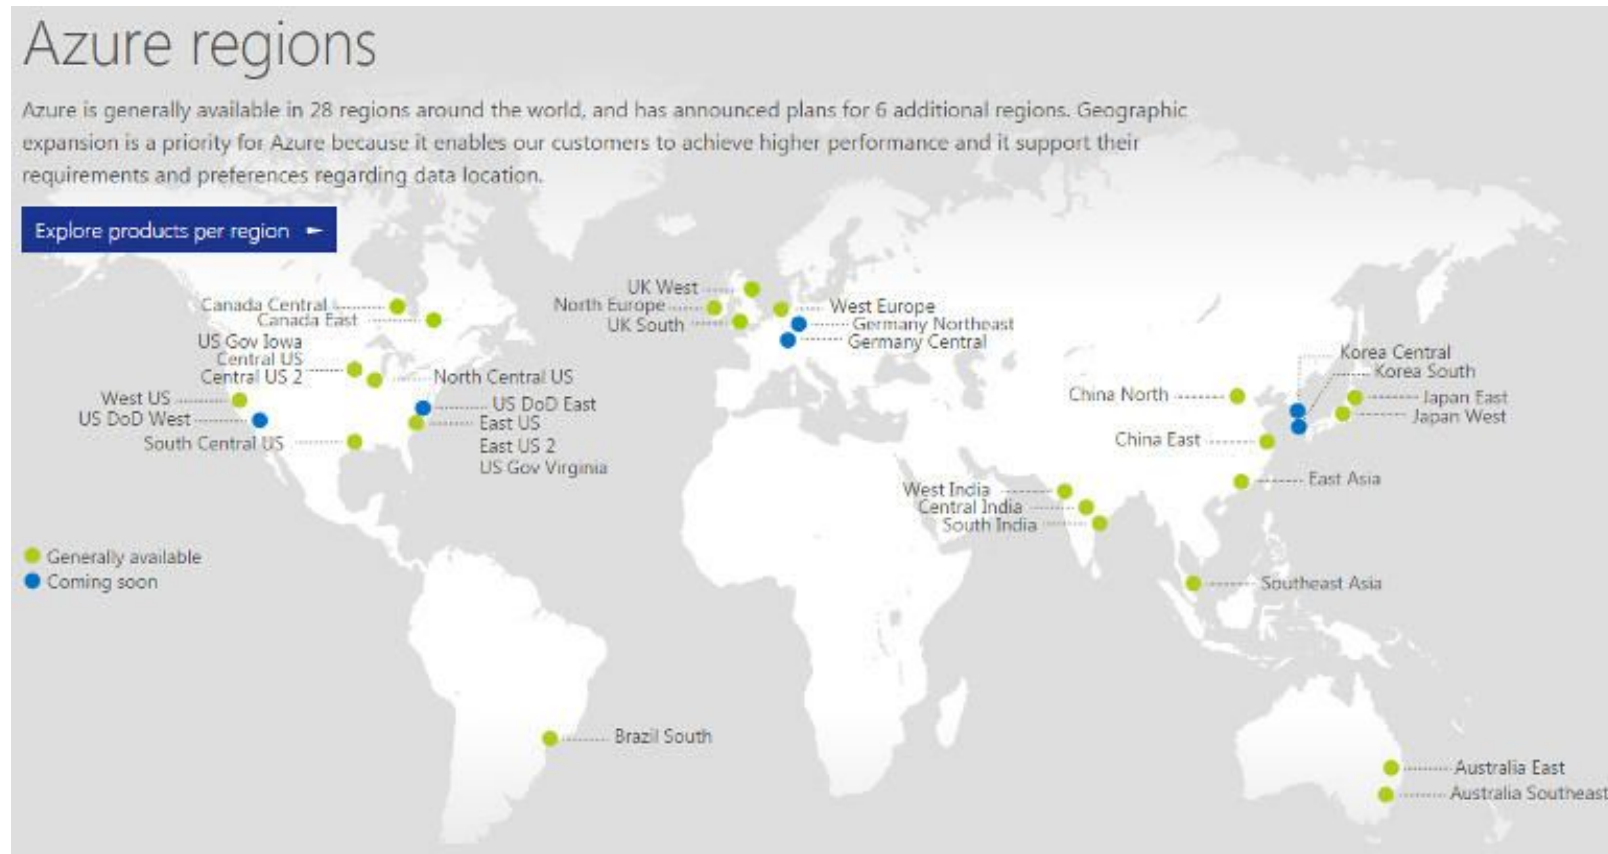 Azure regions
Azure is generally available in 28 regions around the world, and has announced plans for 6 additional regions. Geographic
expansion is a priority for Azure because it enables our customers to achieve higher performance and it support their
requirements and preferences regarding data location.
Explore products per region
Canada Central
Canada East
US Gov Iowa
Central US
Central US 2
North Central US
West US
US DoD West
South Central US
US DoD East
East US
East US 2
US Gov Virginia
UK West
North Europe
UK South
West Europe
Germany Northeast
Germany Central
Korea Central
Korea South
China North
Japan East
Japan West
China East
East Asia
West India
Central India
South India
Southeast Asia
Generally available
Coming soon
Brazil South
Australia East
Australia Southeast